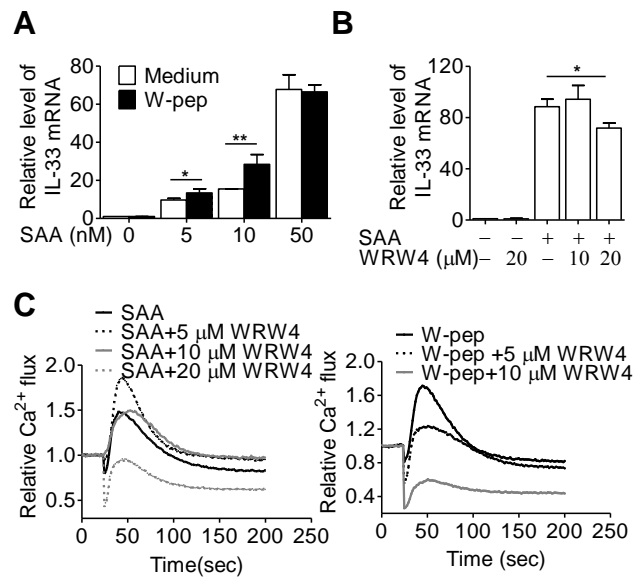 A
Relative level of
IL-33 mRNA
80
60
40
20
0
Medium
W-pep
*
**
SAA (nM) 0 5 10 50
B
Relative level of
IL-33 mRNA
120
80
40
0
*
SAA – – + + +
WRW4 (μM) – 20 – 10 20
C
SAA
SAA+5 μM WRW4
SAA+10 μM WRW4
SAA+20 μM WRW4
Relative Ca2+ flux
2.0
1.5
1.0
0.5
0 50 100 150 200 250
Time(sec)
W-pep
W-pep +5 μM WRW4
W-pep+10 μM WRW4
Relative Ca2+ flux
2.0
1.6
1.2
0.8
0.4
0 50 100 150 200 250
Time (sec)